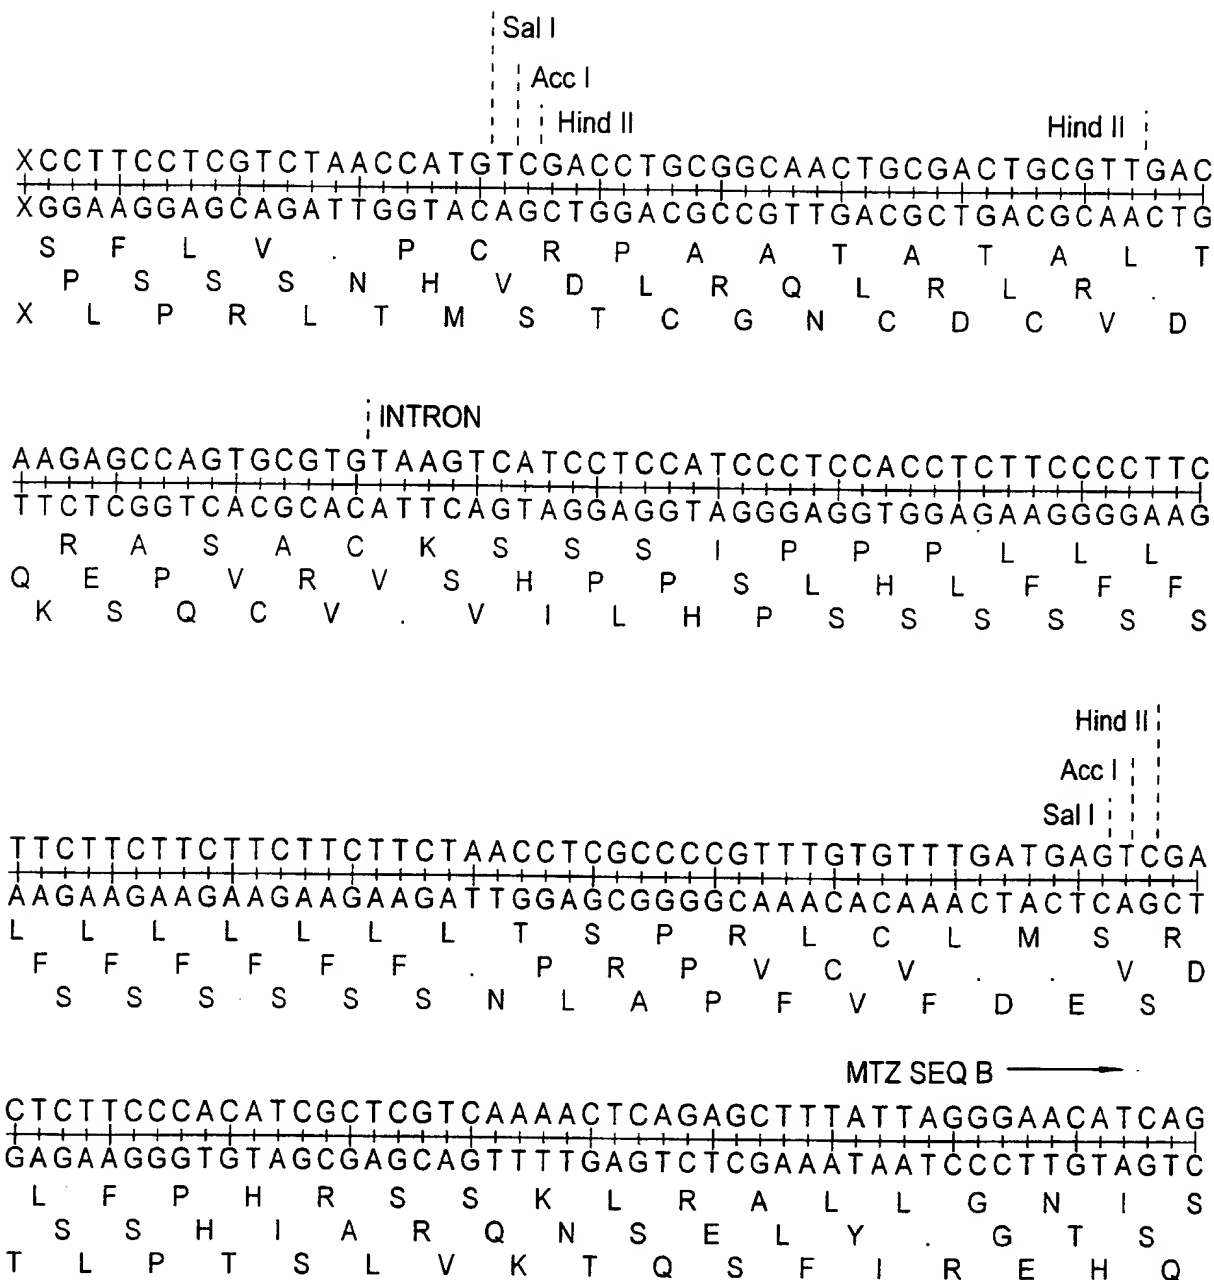 Sal I
Acc I
Hind II Hind II
XCCTTCCTCGTCTAACCATGTCGACCTGCGGCAACTGCGACTGCGTTGAC
XGGAAGGAGCAGATTGGTACAGCTGGACGCCGTTGACGCTGACGCAACTG
S F L V . P C R P A A T A T A L T
P S S S N H V D L R Q L R L R .
X L P R L T M S T C G N C D C V D
INTRON
AAGAGCCAGTGCGTGTAAGTCATCCTCCATCCCTCCACCTCTTCCCCTTC
TTCTCGGTCACGCACATTCAGTAGGAGGTAGGGAGGTGGAGAAGGGGAAG
R A S A C K S S S I P P P L L L
Q E P V R V S H P P S L H L F F F
K S Q C V . V I L H P S S S S S S
Hind II
Acc I
Sal I
TTCTTCTTCTTCTTCTTCTAACCTCGCCCCGTTTGTGTTTGATGAGTCGA
AAGAAGAAGAAGAAGAAGATTGGAGCGGGGCAAACACAAACTACTCAGCT
L L L L L L L T S P R L C L M S R
F F F F F F . P R P V C V . . V D
S S S S S S N L A P F V F D E S
MTZ SEQ B
CTCTTCCCACATCGCTCGTCAAAACTCAGAGCTTTATTAGGGAACATCAG
GAGAAGGGTGTAGCGAGCAGTTTTGAGTCTCGAAATAATCCCTTGTAGTC
L F P H R S S K L R A L L G N I S
S S H I A R Q N S E L Y . G T S
T L P T S L V K T Q S F I R E H Q